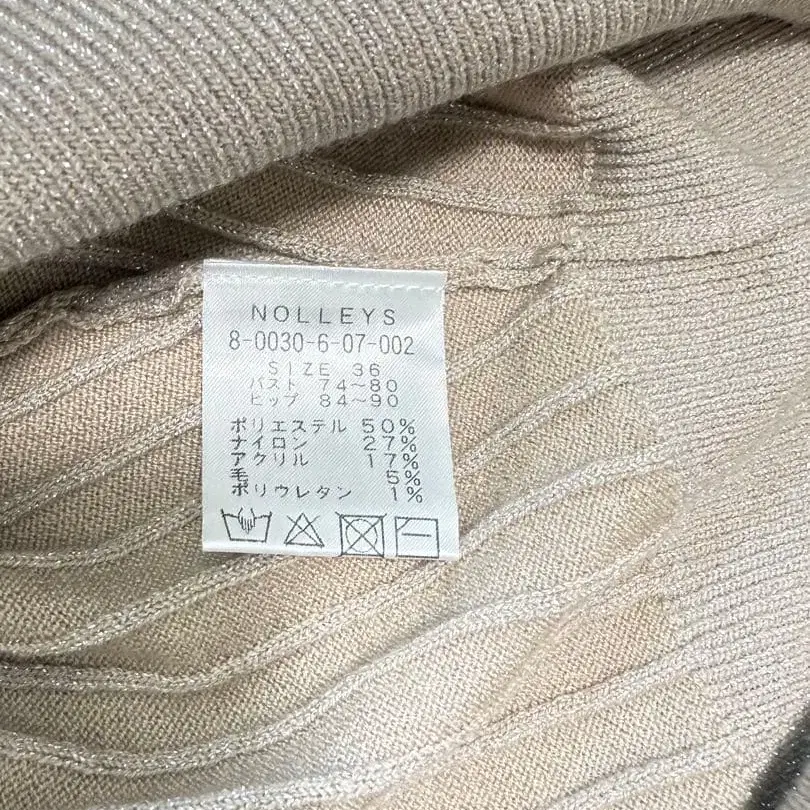 NOLLEYS
8-0030-6-07-002
SIZE 36
バスト 74～80
ヒップ 84～90
ポリエステル 50%
ナイロン 27%
アクリル 17%
毛 5%
ポリウレタン 1%